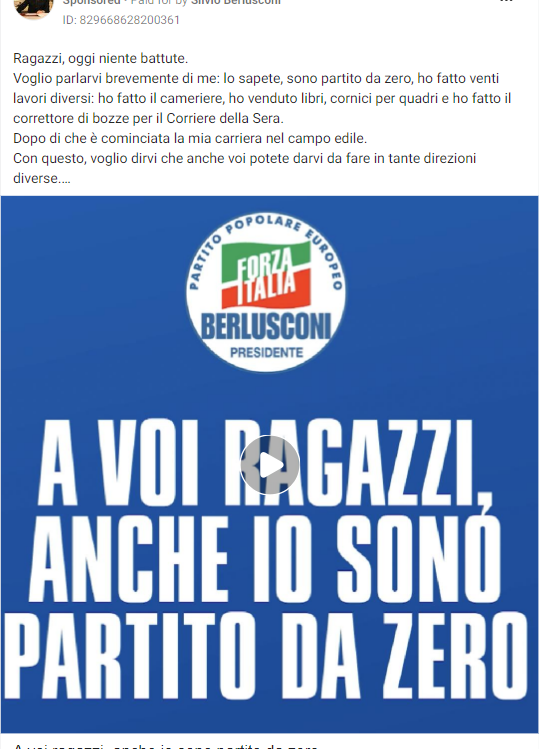 Sponsored • Paid for by Silvio Berlusconi
ID: 829668628200361
Ragazzi, oggi niente battute.
Voglio parlarvi brevemente di me: lo sapete, sono partito da zero, ho fatto venti
lavori diversi: ho fatto il cameriere, ho venduto libri, cornici per quadri e ho fatto il
correttore di bozze per il Corriere della Sera.
Dopo di che è cominciata la mia carriera nel campo edile.
Con questo, voglio dirvi che anche voi potete darvi da fare in tante direzioni
diverse....
PARTITO POPOLARE EUROPEO
FORZA
ITALIA
BERLUSCONI
PRESIDENTE
A VOI RAGAZZI,
ANCHE IO SONO
PARTITO DA ZERO
A voi ragazzi, anche io sono partito da zero